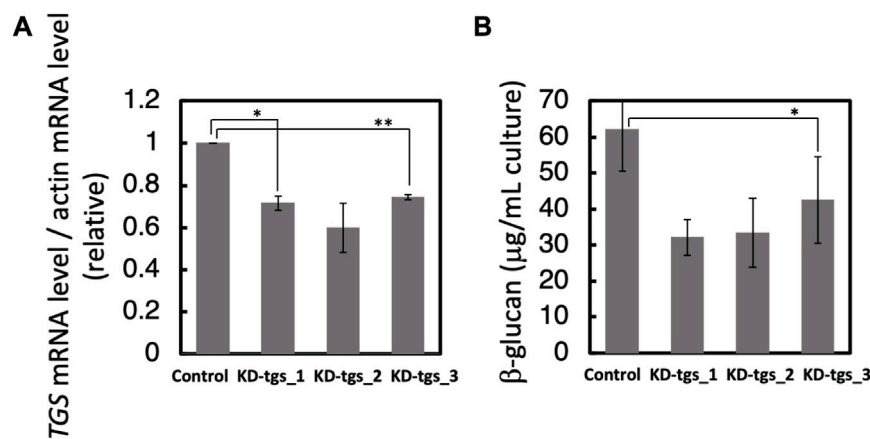 A
TGS mRNA level / actin mRNA level
(relative)
1.2
1
0.8
0.6
0.4
0.2
0
*
**
Control KD-tgs_1 KD-tgs_2 KD-tgs_3
B
β-glucan (μg/mL culture)
70
60
50
40
30
20
10
0
*
Control KD-tgs_1 KD-tgs_2 KD-tgs_3